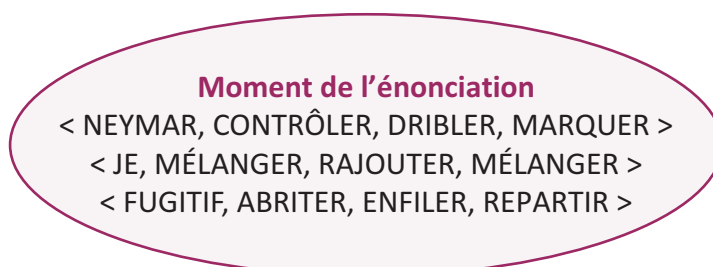 Moment de l’énonciation
< NEYMAR, CONTRÔLER, DRIBLER, MARQUER >
< JE, MÉLANGER, RAJOUTER, MÉLANGER >
< FUGITIF, ABRITER, ENFILER, REPARTIR >